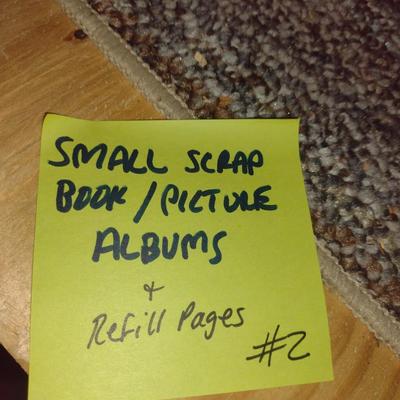 SMALL SCRAP
BOOK / PICTURE
ALBUMS
+
Refill Pages
#2